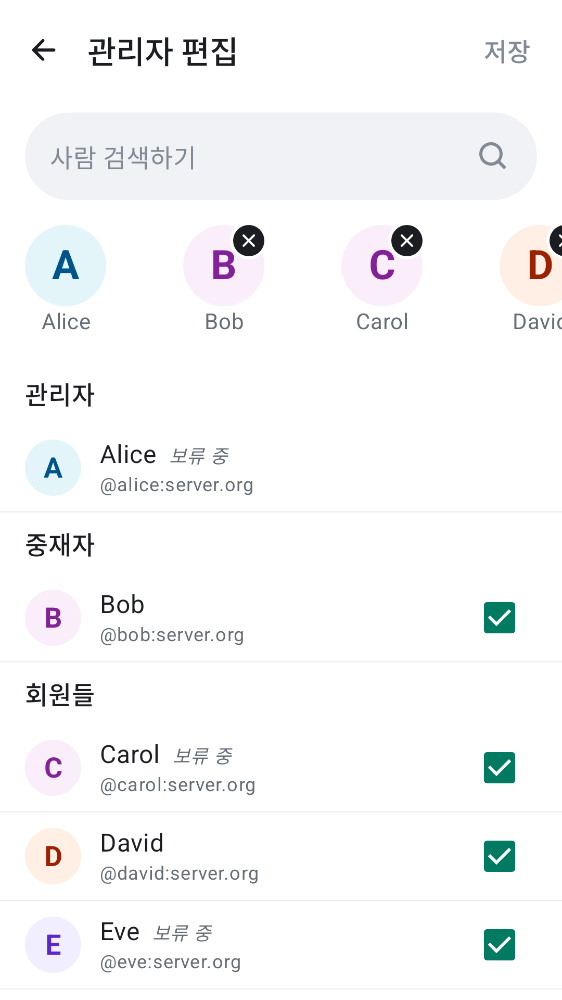 관리자 편집
저장
사람 검색하기
A
B
C
D
Alice
Bob
Carol
관리자
A
Alice 보류 중
@alice:server.org
중재자
B
Bob
@bob:server.org
회원들
C
Carol 보류 중
@carol:server.org
D
David
@david:server.org
E
Eve 보류 중
@eve:server.org